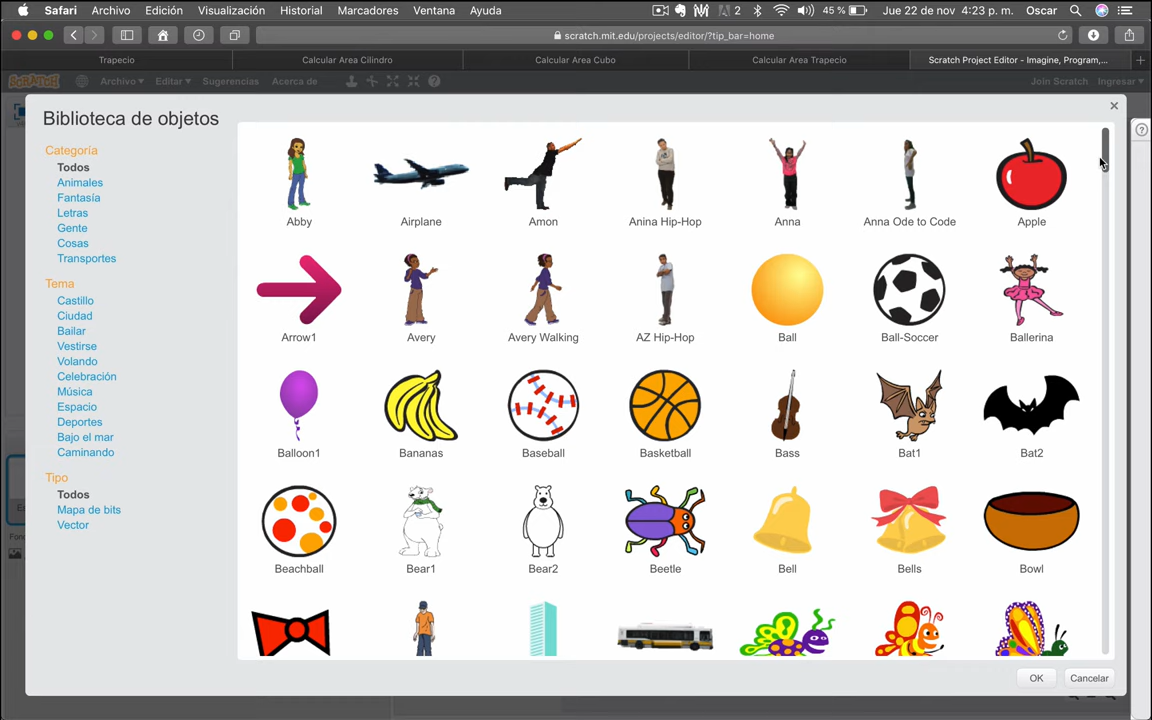 Safari Archivo Edición Visualización Historial Marcadores Ventana Ayuda 2 45 % Jue 22 de nov 4:23 p. m. Oscar
scratch.mit.edu/projects/editor/?tip_bar=home
Trapecio Calcular Area Cilindro Calcular Area Cubo Calcular Area Trapecio Scratch Project Editor - Imagine, Program,...
SCRATCH Archivo Editar Sugerencias Acerca de Join Scratch Ingresar
Biblioteca de objetos
Categoría
Todos
Animales
Fantasía
Letras
Gente
Cosas
Transportes
Tema
Castillo
Ciudad
Bailar
Vestirse
Volando
Celebración
Música
Espacio
Deportes
Bajo el mar
Caminando
Tipo
Todos
Mapa de bits
Vector
Abby Airplane Amon Anina Hip-Hop Anna Anna Ode to Code Apple
Arrow1 Avery Avery Walking AZ Hip-Hop Ball Ball-Soccer Ballerina
Balloon1 Bananas Baseball Basketball Bass Bat1 Bat2
Beachball Bear1 Bear2 Beetle Bell Bells Bowl
OK Cancelar